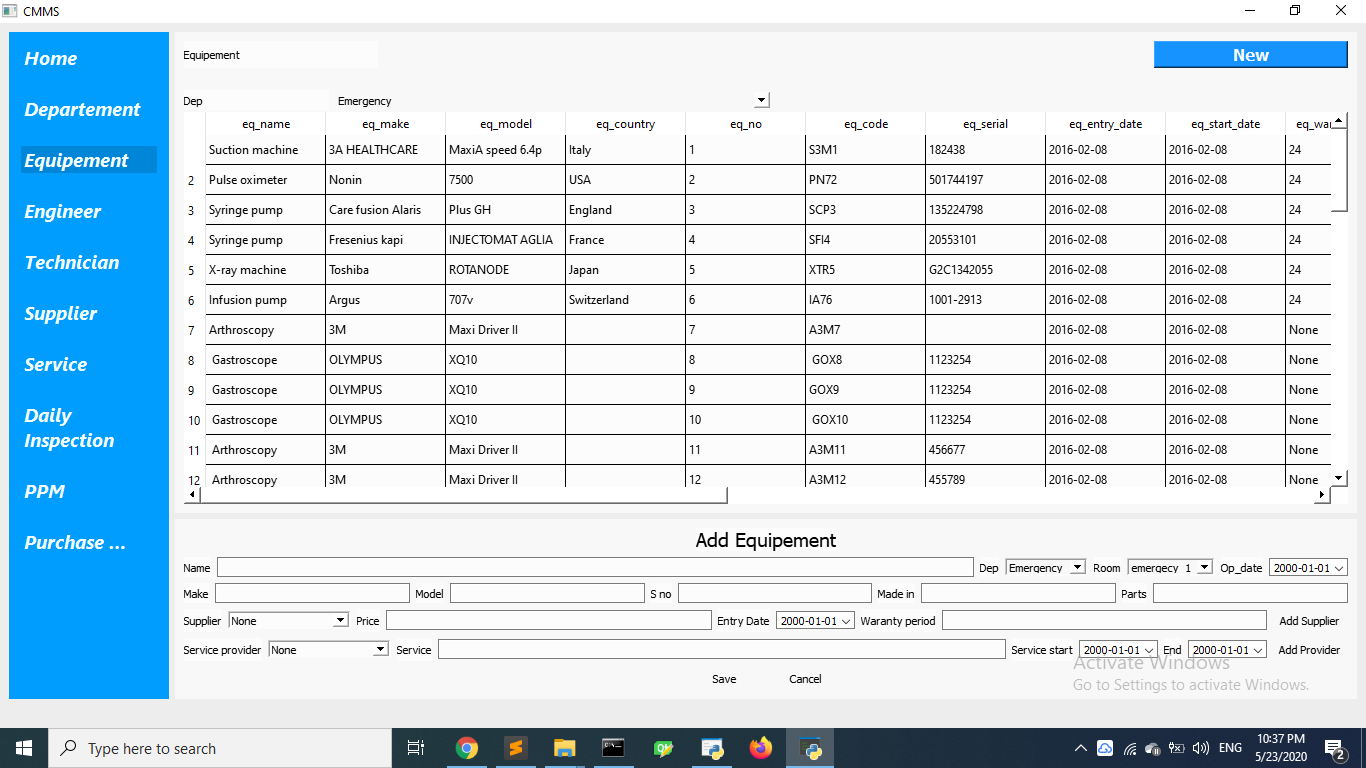 CMMS
Home
Departement
Equipement
Engineer
Technician
Supplier
Service
Daily
Inspection
PPM
Purchase ...
Equipement
New
Dep Emergency
eq_name eq_make eq_model eq_country eq_no eq_code eq_serial eq_entry_date eq_start_date eq_wa
Suction machine 3A HEALTHCARE MaxiA speed 6.4p Italy 1 S3M1 182438 2016-02-08 2016-02-08 24
2 Pulse oximeter Nonin 7500 USA 2 PN72 501744197 2016-02-08 2016-02-08 24
3 Syringe pump Care fusion Alaris Plus GH England 3 SCP3 135224798 2016-02-08 2016-02-08 24
4 Syringe pump Fresenius kapi INJECTOMAT AGLIA France 4 SFI4 20553101 2016-02-08 2016-02-08 24
5 X-ray machine Toshiba ROTANODE Japan 5 XTR5 G2C1342055 2016-02-08 2016-02-08 24
6 Infusion pump Argus 707v Switzerland 6 IA76 1001-2913 2016-02-08 2016-02-08 24
7 Arthroscopy 3M Maxi Driver II 7 A3M7 2016-02-08 2016-02-08 None
8 Gastroscope OLYMPUS XQ10 8 GOX8 1123254 2016-02-08 2016-02-08 None
9 Gastroscope OLYMPUS XQ10 9 GOX9 1123254 2016-02-08 2016-02-08 None
10 Gastroscope OLYMPUS XQ10 10 GOX10 1123254 2016-02-08 2016-02-08 None
11 Arthroscopy 3M Maxi Driver II 11 A3M11 456677 2016-02-08 2016-02-08 None
12 Arthroscopy 3M Maxi Driver II 12 A3M12 455789 2016-02-08 2016-02-08 None
Add Equipement
Name Dep Emergency Room emergecy 1 Op_date 2000-01-01
Make Model S no Made in Parts
Supplier None Price Entry Date 2000-01-01 Waranty period Add Supplier
Service provider None Service Service start 2000-01-01 End 2000-01-01 Add Provider
Save Cancel
Activate Windows
Go to Settings to activate Windows.
Type here to search
ENG
10:37 PM
5/23/2020
2